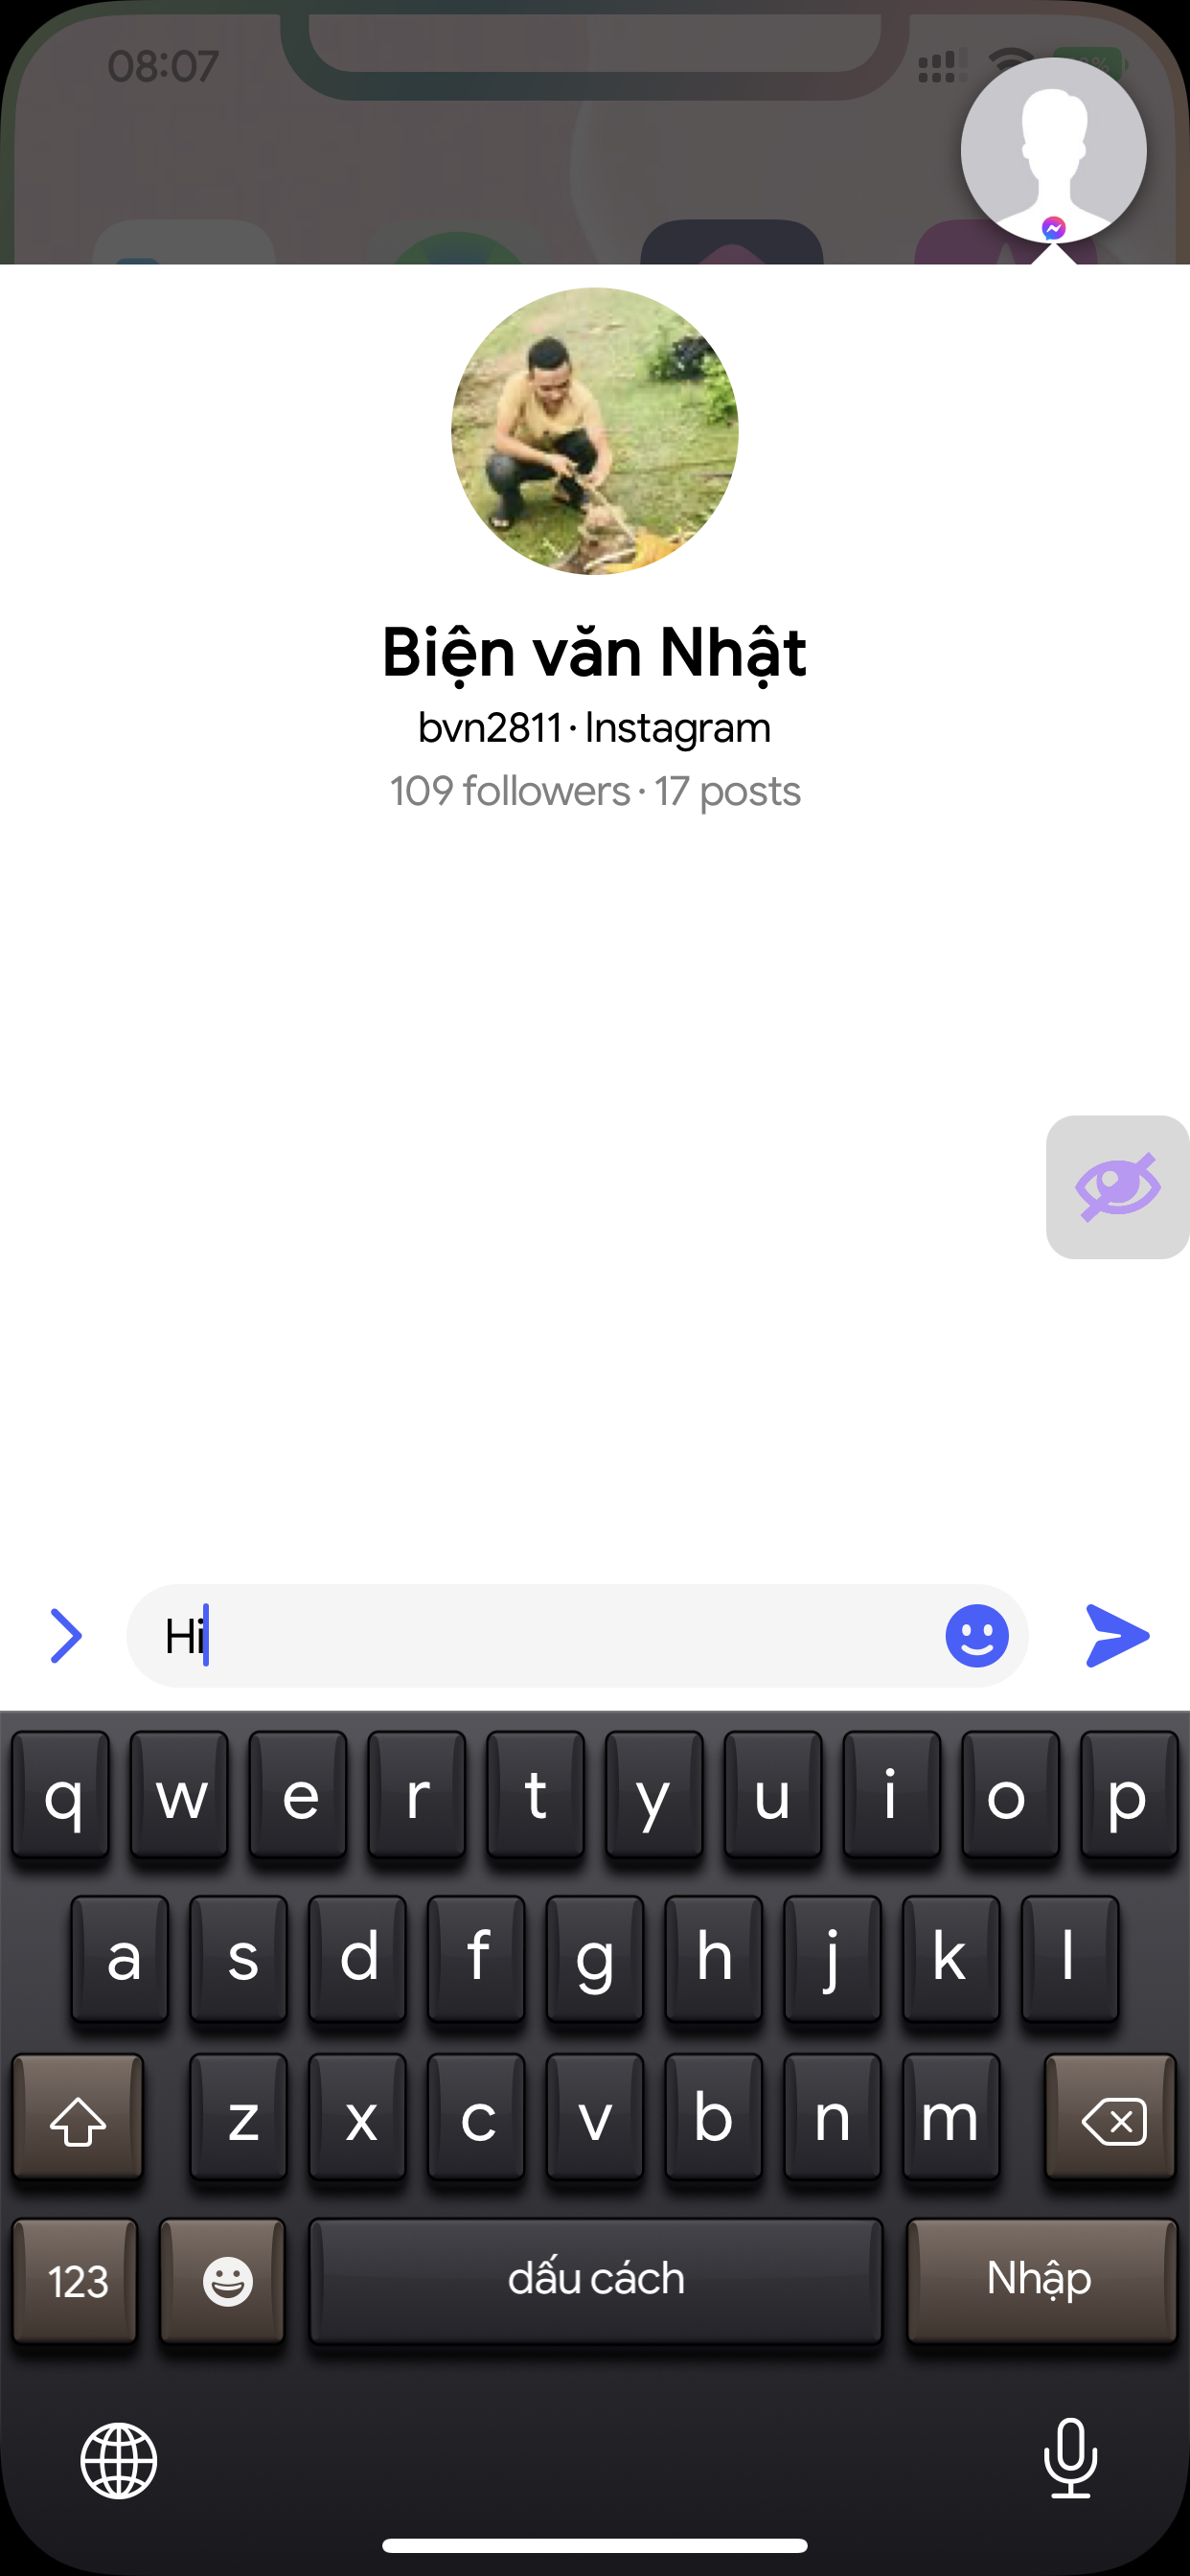 08:07
Biện văn Nhật
bvn2811 · Instagram
109 followers · 17 posts
Hi
q w e r t y u i o p
a s d f g h j k l
z x c v b n m
123 dấu cách Nhập